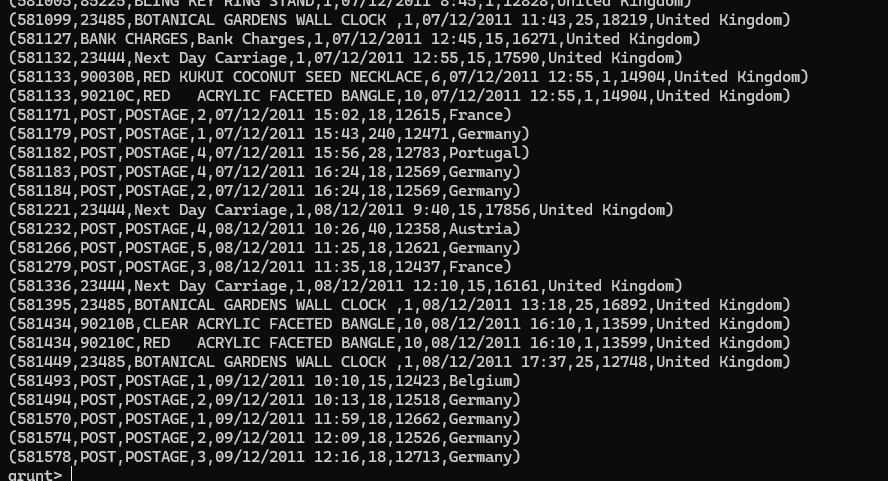 (581005,85225,BLING KEY RING STAND,1,07/12/2011 8:45,1,12828,United Kingdom)
(581099,23485,BOTANICAL GARDENS WALL CLOCK ,1,07/12/2011 11:43,25,18219,United Kingdom)
(581127,BANK CHARGES,Bank Charges,1,07/12/2011 12:45,15,16271,United Kingdom)
(581132,23444,Next Day Carriage,1,07/12/2011 12:55,15,17590,United Kingdom)
(581133,90030B,RED KUKUI COCONUT SEED NECKLACE,6,07/12/2011 12:55,1,14904,United Kingdom)
(581133,90210C,RED   ACRYLIC FACETED BANGLE,10,07/12/2011 12:55,1,14904,United Kingdom)
(581171,POST,POSTAGE,2,07/12/2011 15:02,18,12615,France)
(581179,POST,POSTAGE,1,07/12/2011 15:43,240,12471,Germany)
(581182,POST,POSTAGE,4,07/12/2011 15:56,28,12783,Portugal)
(581183,POST,POSTAGE,4,07/12/2011 16:24,18,12569,Germany)
(581184,POST,POSTAGE,2,07/12/2011 16:24,18,12569,Germany)
(581221,23444,Next Day Carriage,1,08/12/2011 9:40,15,17856,United Kingdom)
(581232,POST,POSTAGE,4,08/12/2011 10:26,40,12358,Austria)
(581266,POST,POSTAGE,5,08/12/2011 11:25,18,12621,Germany)
(581279,POST,POSTAGE,3,08/12/2011 11:35,18,12437,France)
(581336,23444,Next Day Carriage,1,08/12/2011 12:10,15,16161,United Kingdom)
(581395,23485,BOTANICAL GARDENS WALL CLOCK ,1,08/12/2011 13:18,25,16892,United Kingdom)
(581434,90210B,CLEAR ACRYLIC FACETED BANGLE,10,08/12/2011 16:10,1,13599,United Kingdom)
(581434,90210C,RED   ACRYLIC FACETED BANGLE,10,08/12/2011 16:10,1,13599,United Kingdom)
(581449,23485,BOTANICAL GARDENS WALL CLOCK ,1,08/12/2011 17:37,25,12748,United Kingdom)
(581493,POST,POSTAGE,1,09/12/2011 10:10,15,12423,Belgium)
(581494,POST,POSTAGE,2,09/12/2011 10:13,18,12518,Germany)
(581570,POST,POSTAGE,1,09/12/2011 11:59,18,12662,Germany)
(581574,POST,POSTAGE,2,09/12/2011 12:09,18,12526,Germany)
(581578,POST,POSTAGE,3,09/12/2011 12:16,18,12713,Germany)
grunt>